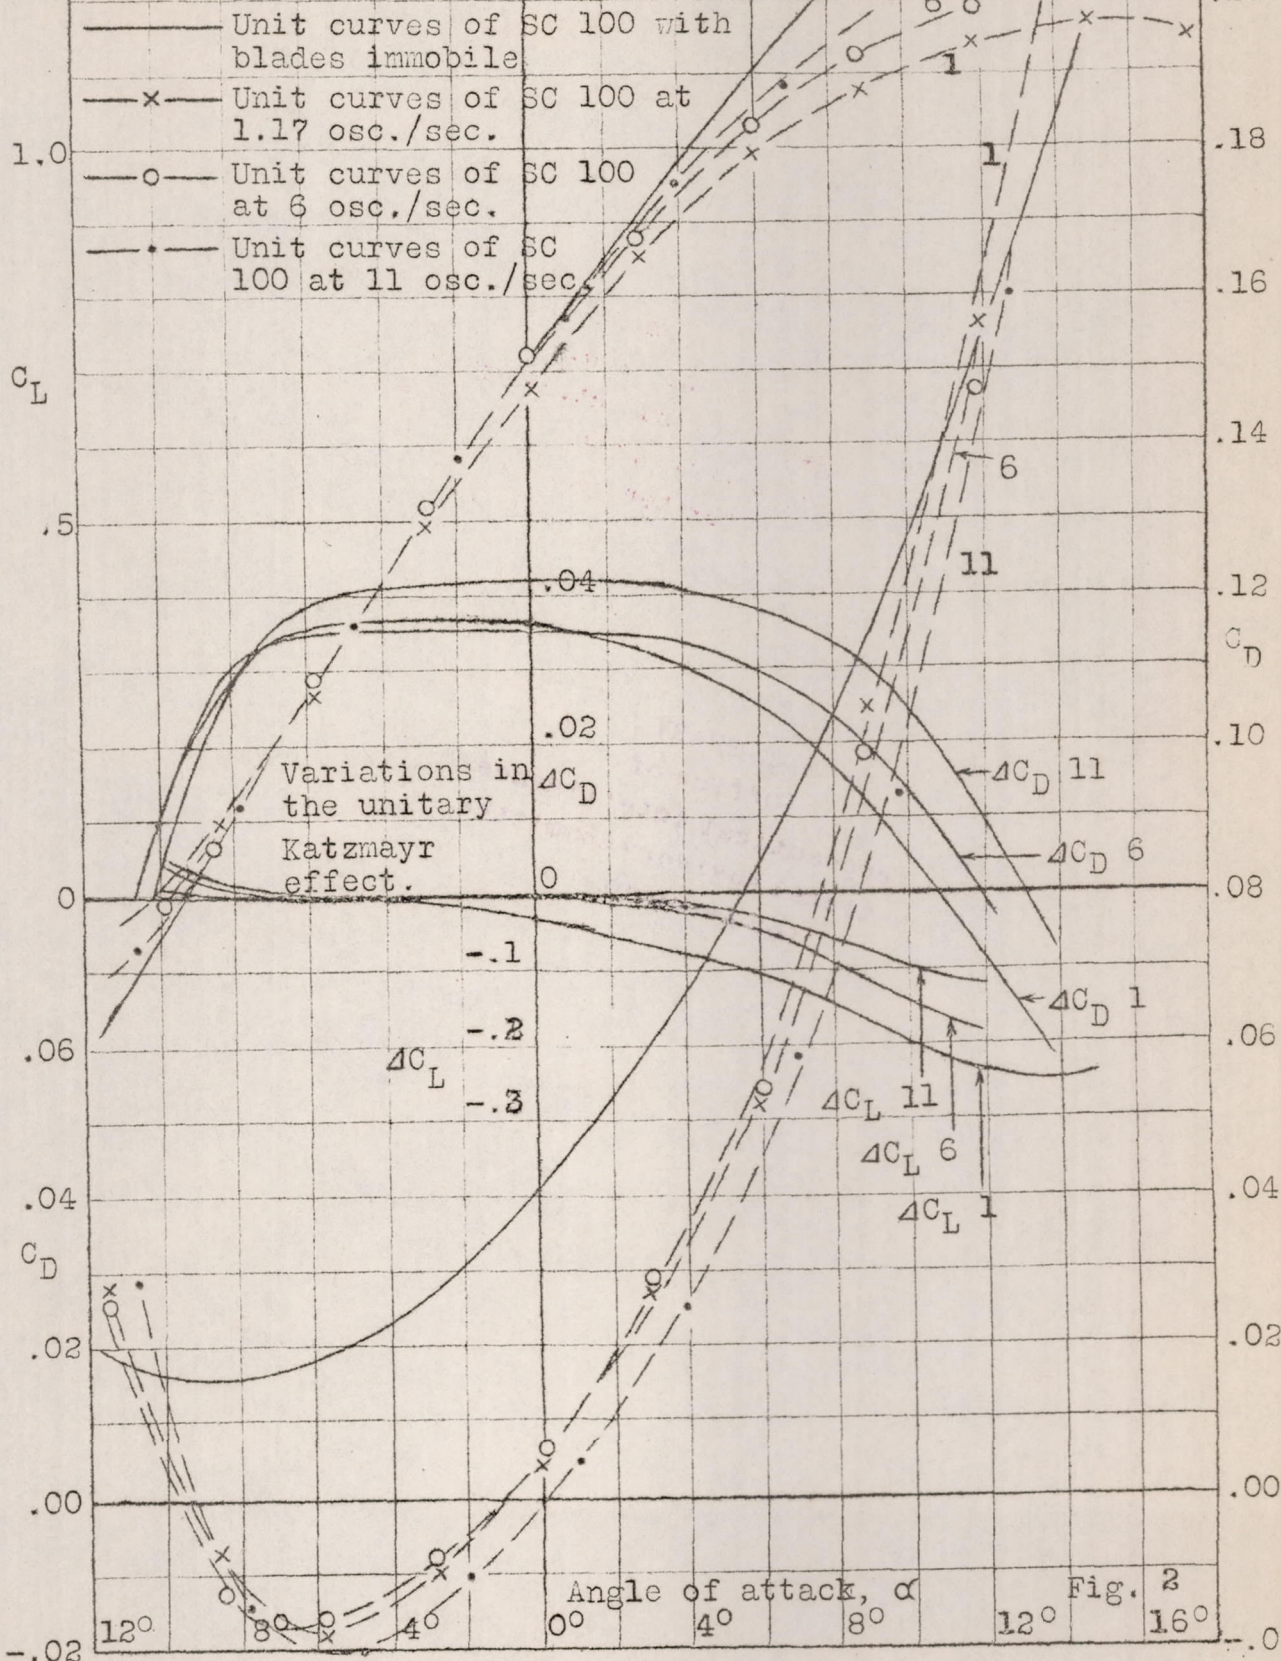 Unit curves of SC 100 with
blades immobile
Unit curves of SC 100 at
1.17 osc./sec.
Unit curves of SC 100
at 6 osc./sec.
Unit curves of SC
100 at 11 osc./sec.
1.0
C_L
.5
0
.06
.04
C_D
.02
.00
-.02
.18
.16
.14
.12
C_D
.10
.08
.06
.04
.02
.00
-.0
1
1
6
11
.04
.02
ΔC_D
0
Variations in
the unitary
Katzmayr
effect.
-.1
-.2
-.3
ΔC_L
ΔC_D 11
ΔC_D 6
ΔC_D 1
ΔC_L 11
ΔC_L 6
ΔC_L 1
Angle of attack, α
Fig. 2
12° 8° 4° 0° 4° 8° 12° 16°